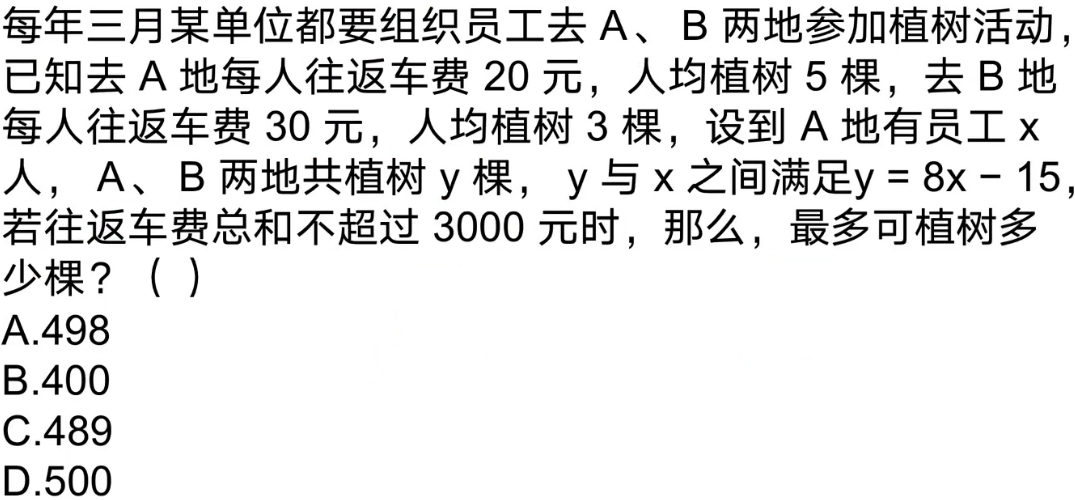 每年三月某单位都要组织员工去 A、 B 两地参加植树活动，
已知去 A 地每人往返车费 20 元，人均植树 5 棵，去 B 地
每人往返车费 30 元，人均植树 3 棵，设到 A 地有员工 x
人， A、 B 两地共植树 y 棵， y 与 x 之间满足y = 8x − 15，
若往返车费总和不超过 3000 元时，那么，最多可植树多
少棵？（ ）
A.498
B.400
C.489
D.500